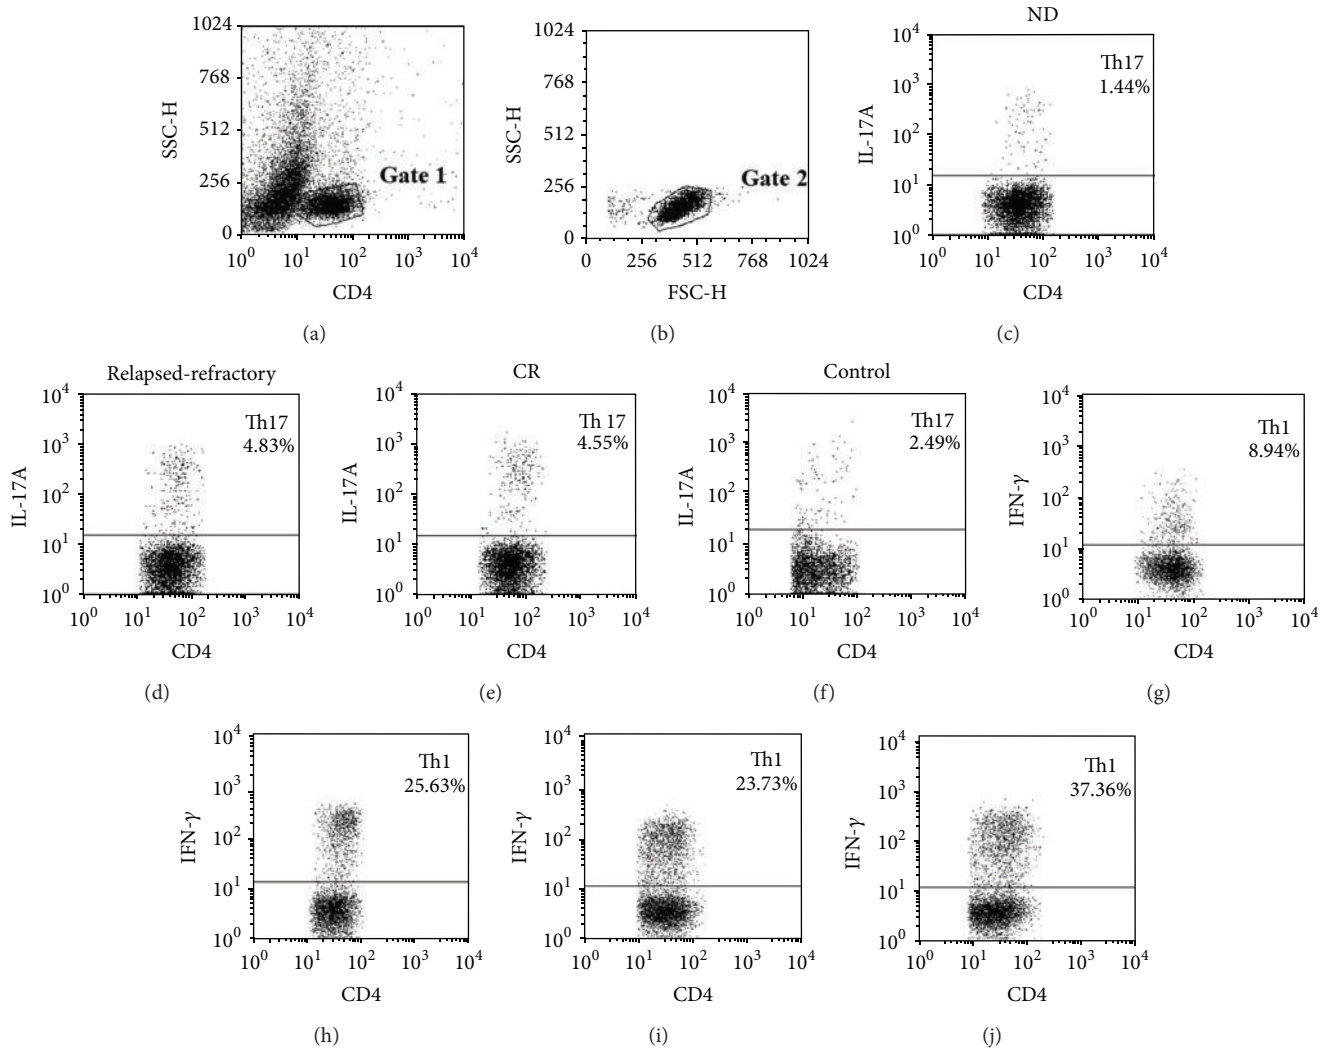 1024
768
512
256
0
SSC-H
Gate 1
10^0 10^1 10^2 10^3 10^4
CD4
(a)
1024
768
512
256
0
SSC-H
Gate 2
0 256 512 768 1024
FSC-H
(b)
ND
10^4
10^3
10^2
10^1
10^0
IL-17A
Th17
1.44%
10^0 10^1 10^2 10^3 10^4
CD4
(c)
Relapsed-refractory
10^4
10^3
10^2
10^1
10^0
IL-17A
Th17
4.83%
10^0 10^1 10^2 10^3 10^4
CD4
(d)
CR
10^4
10^3
10^2
10^1
10^0
IL-17A
Th 17
4.55%
10^0 10^1 10^2 10^3 10^4
CD4
(e)
Control
10^4
10^3
10^2
10^1
10^0
IL-17A
Th17
2.49%
10^0 10^1 10^2 10^3 10^4
CD4
(f)
10^4
10^3
10^2
10^1
10^0
IFN-γ
Th1
8.94%
10^0 10^1 10^2 10^3 10^4
CD4
(g)
10^4
10^3
10^2
10^1
10^0
IFN-γ
Th1
25.63%
10^0 10^1 10^2 10^3 10^4
CD4
(h)
10^4
10^3
10^2
10^1
10^0
IFN-γ
Th1
23.73%
10^0 10^1 10^2 10^3 10^4
CD4
(i)
10^4
10^3
10^2
10^1
10^0
IFN-γ
Th1
37.36%
10^0 10^1 10^2 10^3 10^4
CD4
(j)